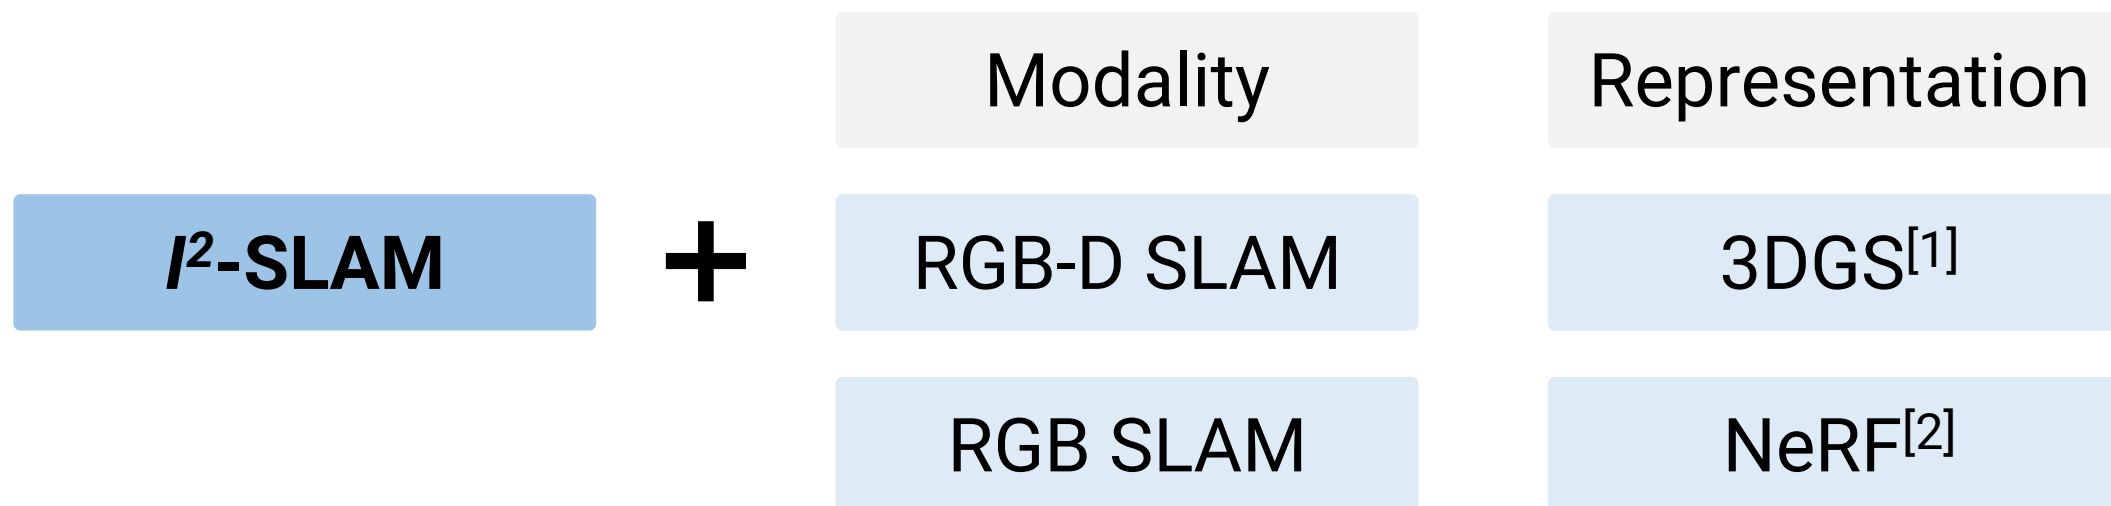 Modality Representation
I²-SLAM + RGB-D SLAM 3DGS[1]
RGB SLAM NeRF[2]